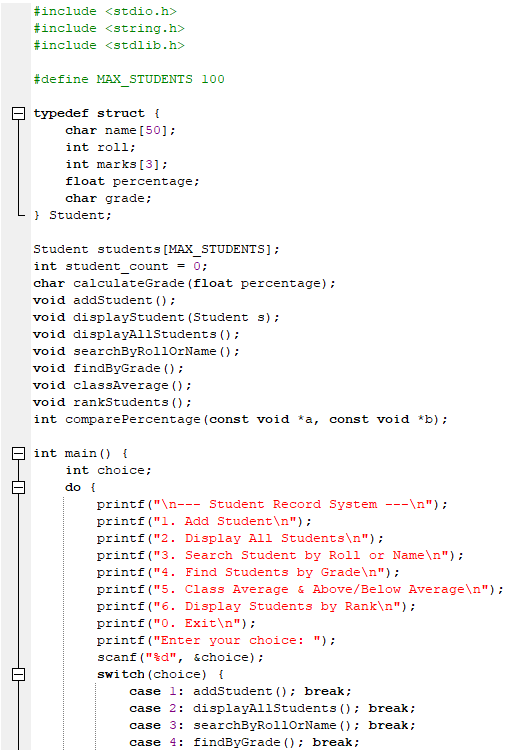 #include <stdio.h>
#include <string.h>
#include <stdlib.h>
#define MAX_STUDENTS 100
typedef struct {
char name[50];
int roll;
int marks[3];
float percentage;
char grade;
} Student;
Student students[MAX_STUDENTS];
int student_count = 0;
char calculateGrade(float percentage);
void addStudent();
void displayStudent(Student s);
void displayAllStudents();
void searchByRollOrName();
void findByGrade();
void classAverage();
void rankStudents();
int comparePercentage(const void *a, const void *b);
int main() {
int choice;
do {
printf("\n--- Student Record System ---\n");
printf("1. Add Student\n");
printf("2. Display All Students\n");
printf("3. Search Student by Roll or Name\n");
printf("4. Find Students by Grade\n");
printf("5. Class Average & Above/Below Average\n");
printf("6. Display Students by Rank\n");
printf("0. Exit\n");
printf("Enter your choice: ");
scanf("%d", &choice);
switch(choice) {
case 1: addStudent(); break;
case 2: displayAllStudents(); break;
case 3: searchByRollOrName(); break;
case 4: findByGrade(); break;